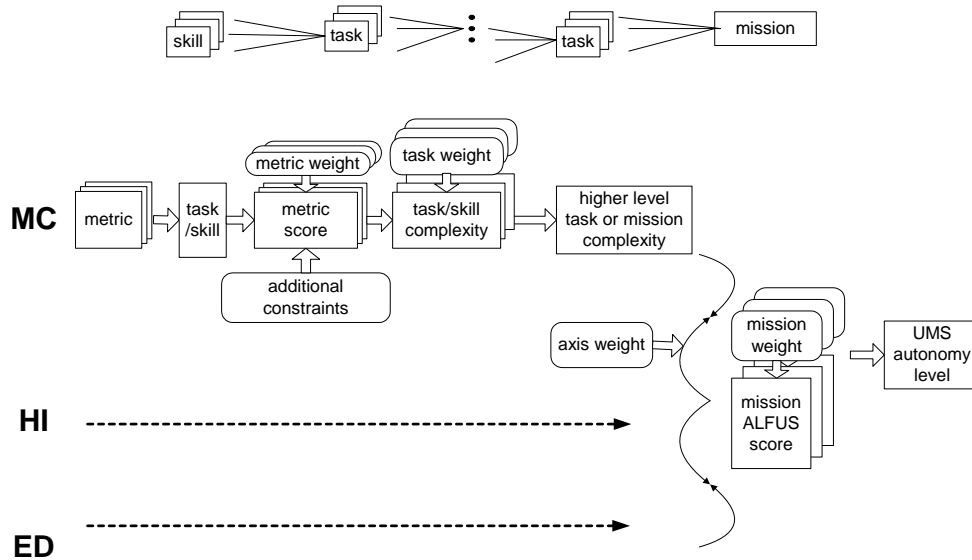 skill
task
task
mission
metric weight
task weight
MC
metric
task
/skill
metric
score
task/skill
complexity
higher level
task or mission
complexity
additional
constraints
axis weight
mission
weight
UMS
autonomy
level
HI
mission
ALFUS
score
ED